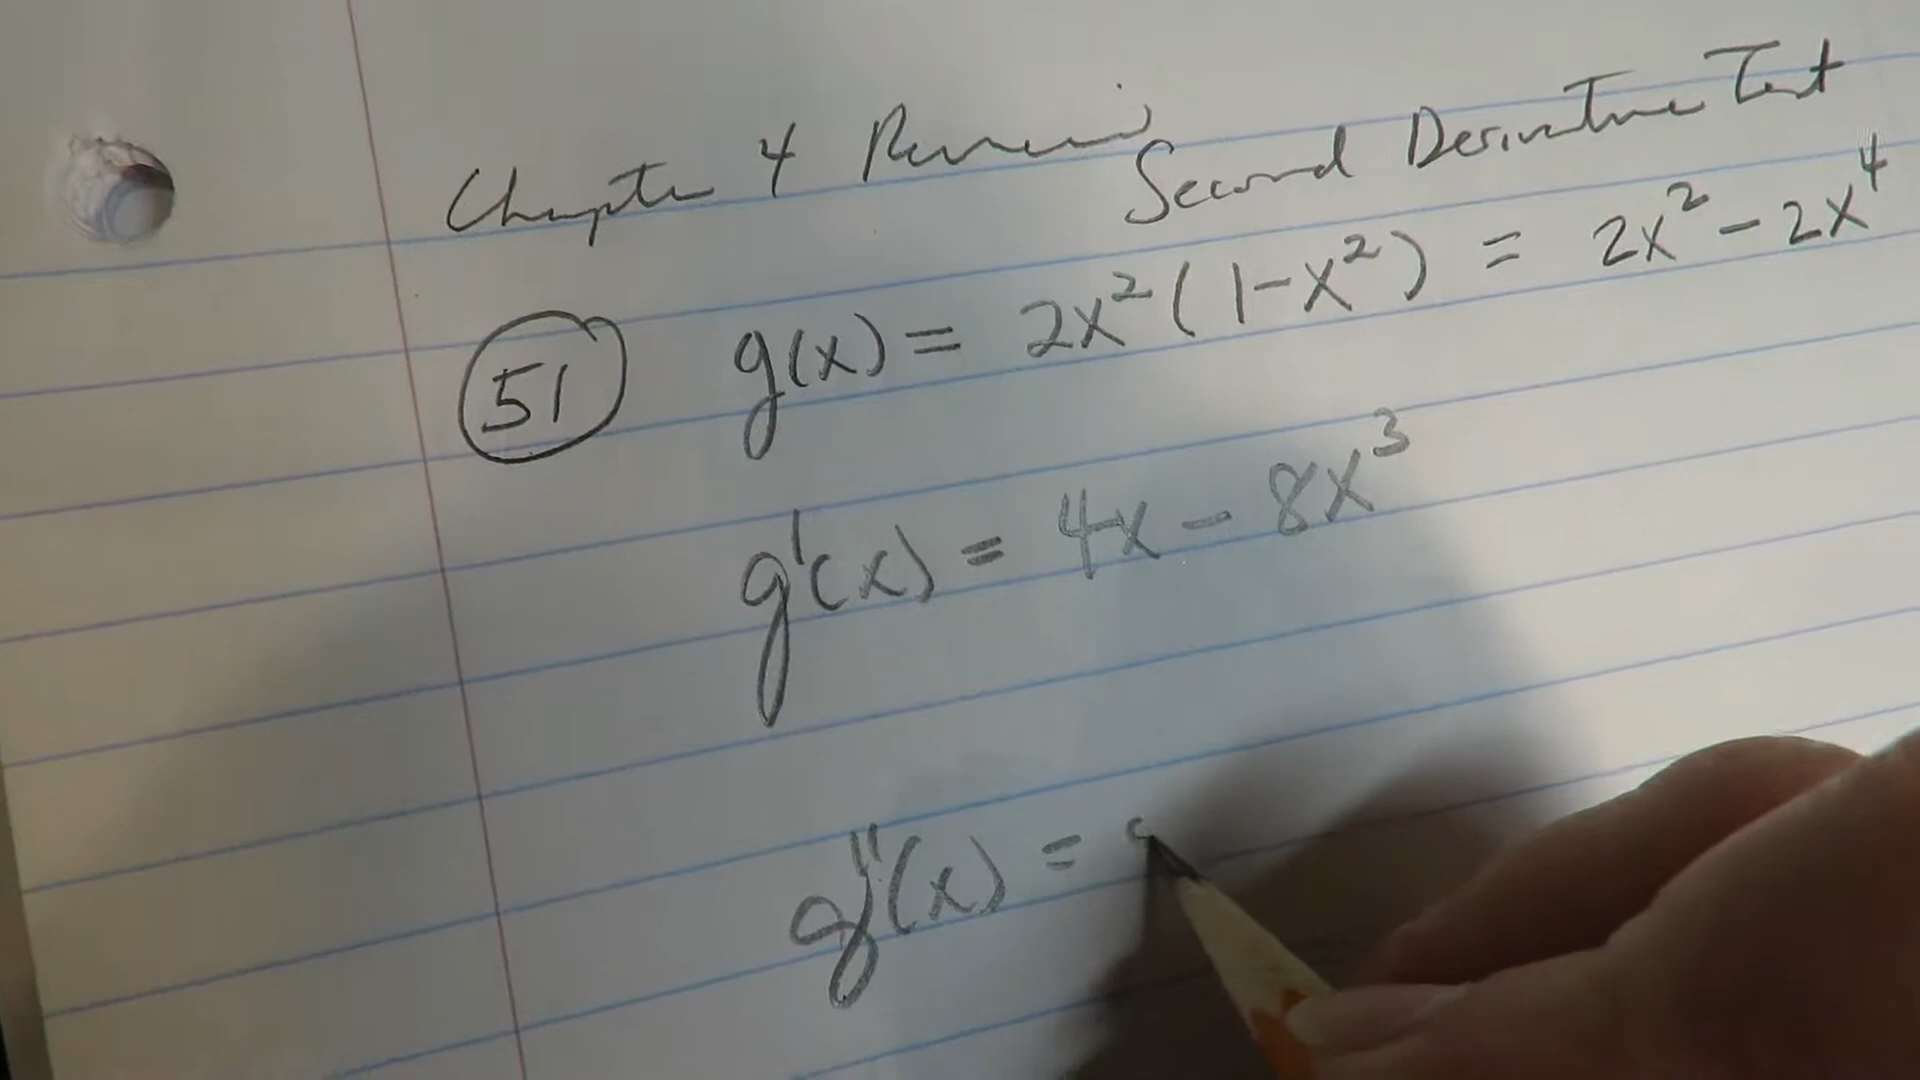 Chapter 4 Review
Second Derivative Test
51 g(x) = 2x²(1-x²) = 2x² - 2x⁴
g'(x) = 4x - 8x³
g''(x) =